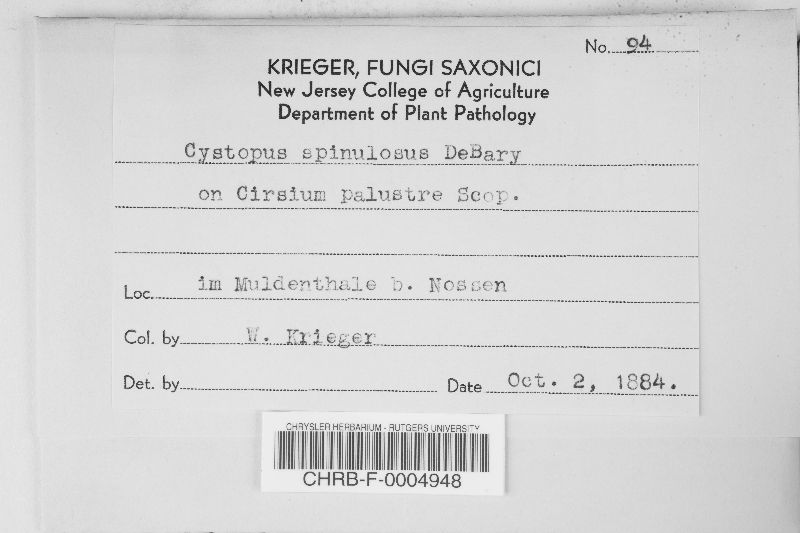 No. 94
KRIEGER, FUNGI SAXONICI
New Jersey College of Agriculture
Department of Plant Pathology
Cystopus spinulosus DeBary
on Cirsium palustre Scop.
Loc. im Muldenthale b. Nossen
Col. by W. Krieger
Det. by Date Oct. 2, 1884.
CHRYSLER HERBARIUM - RUTGERS UNIVERSITY
CHRB-F-0004948